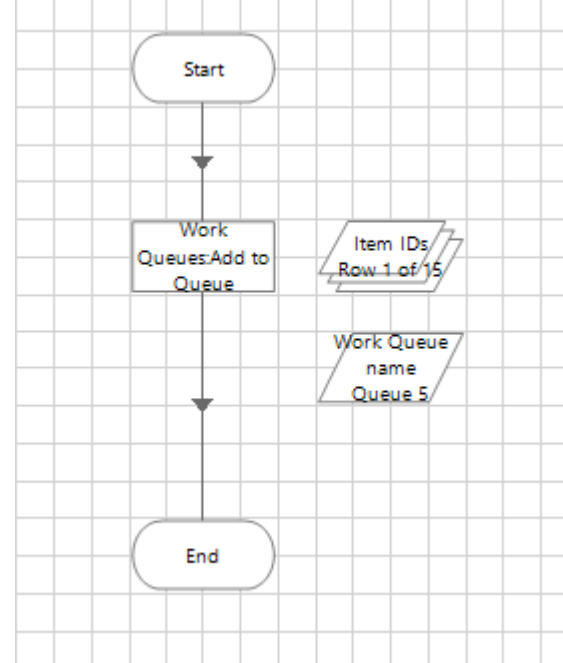 Start
Work
Queues:Add to
Queue
Item IDs
Row 1 of 15
Work Queue
name
Queue 5
End